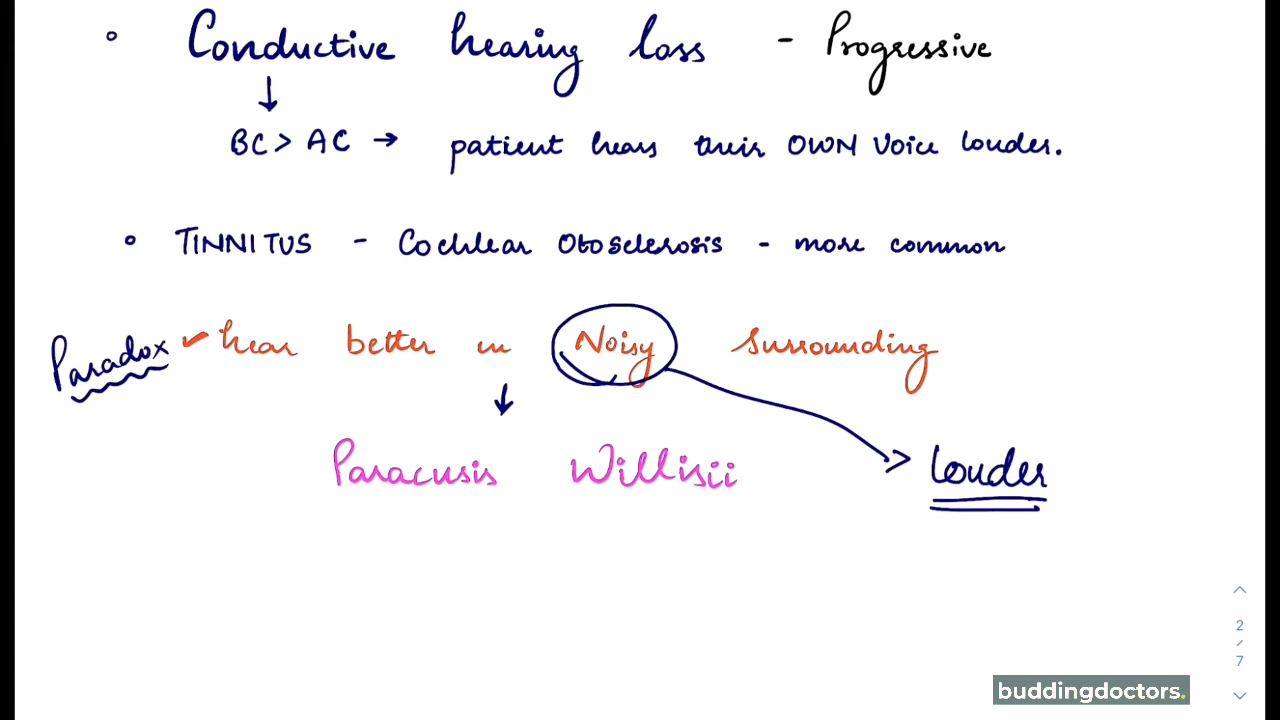 Conductive hearing loss - Progressive
BC > AC → patient hears their OWN Voice louder.
TINNITUS - Cochlear Otosclerosis - more common
Paradox hear better in Noisy surrounding
Paracusis Willisii
louder
2
/
7
buddingdoctors.